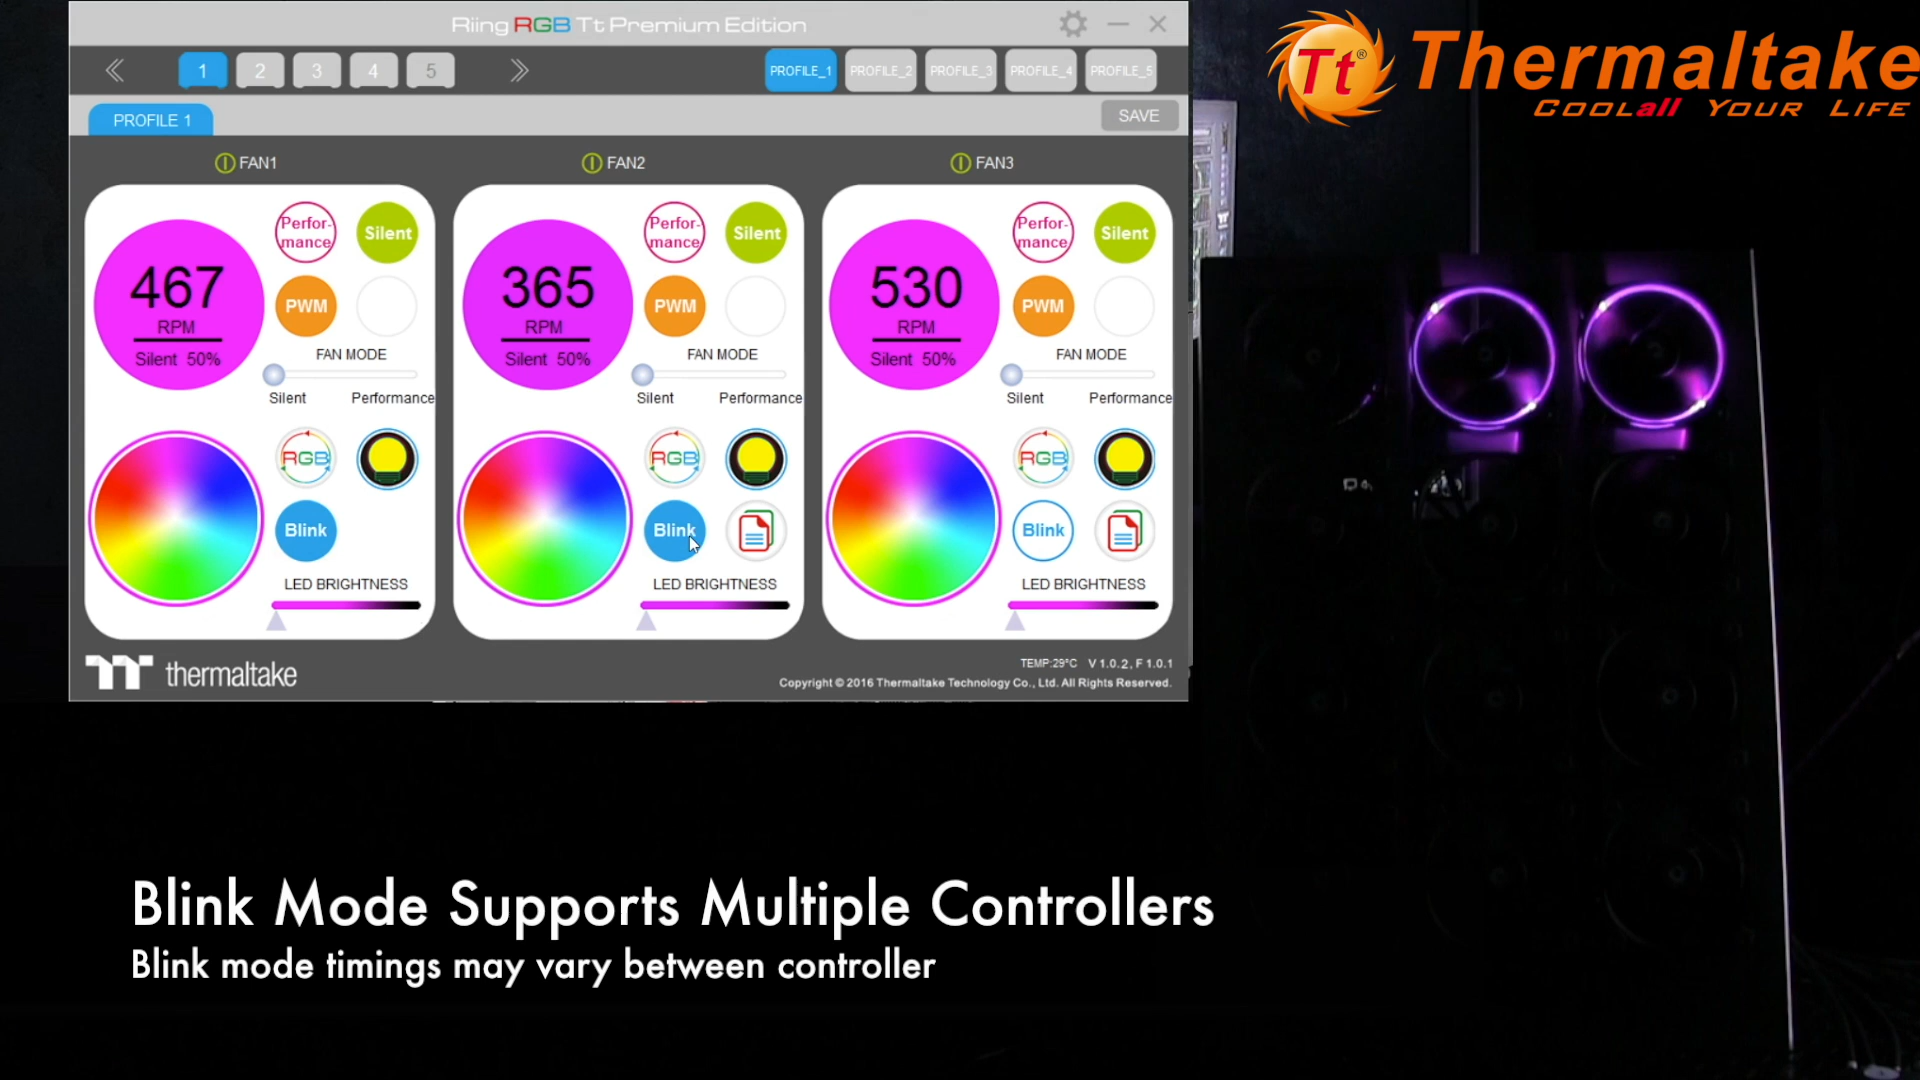 Riing RGB Tt Premium Edition
1 2 3 4 5
PROFILE_1 PROFILE_2 PROFILE_3 PROFILE_4 PROFILE_5
PROFILE 1
SAVE
FAN1
Perfor-
mance
Silent
467
RPM
Silent 50%
PWM
FAN MODE
Silent Performance
RGB
Blink
LED BRIGHTNESS
FAN2
Perfor-
mance
Silent
365
RPM
Silent 50%
PWM
FAN MODE
Silent Performance
RGB
Blink
LED BRIGHTNESS
FAN3
Perfor-
mance
Silent
530
RPM
Silent 50%
PWM
FAN MODE
Silent Performance
RGB
Blink
LED BRIGHTNESS
thermaltake
TEMP:29°C V 1.0.2, F 1.0.1
Copyright © 2016 Thermaltake Technology Co., Ltd. All Rights Reserved.
Tt®
Thermaltake
COOLall YOUR LIFE
Blink Mode Supports Multiple Controllers
Blink mode timings may vary between controller